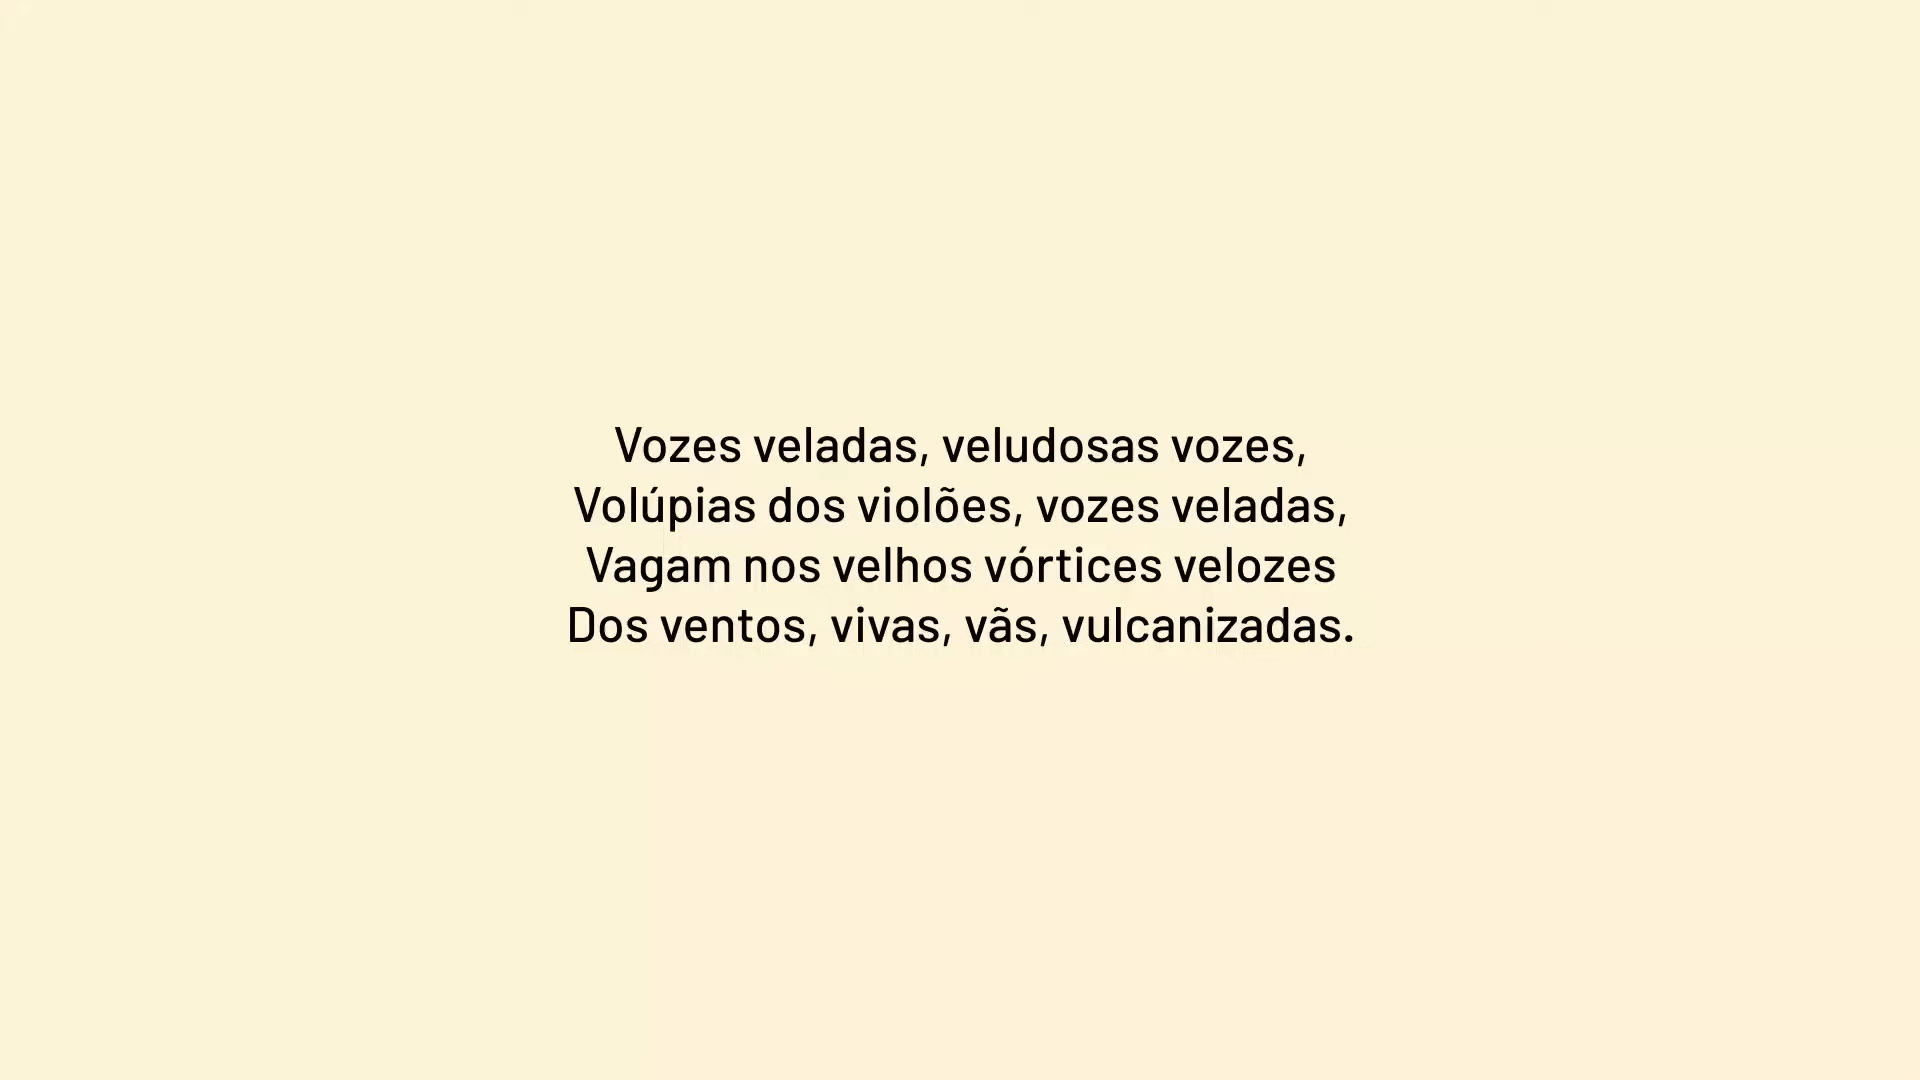 Vozes veladas, veludosas vozes,
Volúpias dos violões, vozes veladas,
Vagam nos velhos vórtices velozes
Dos ventos, vivas, vãs, vulcanizadas.